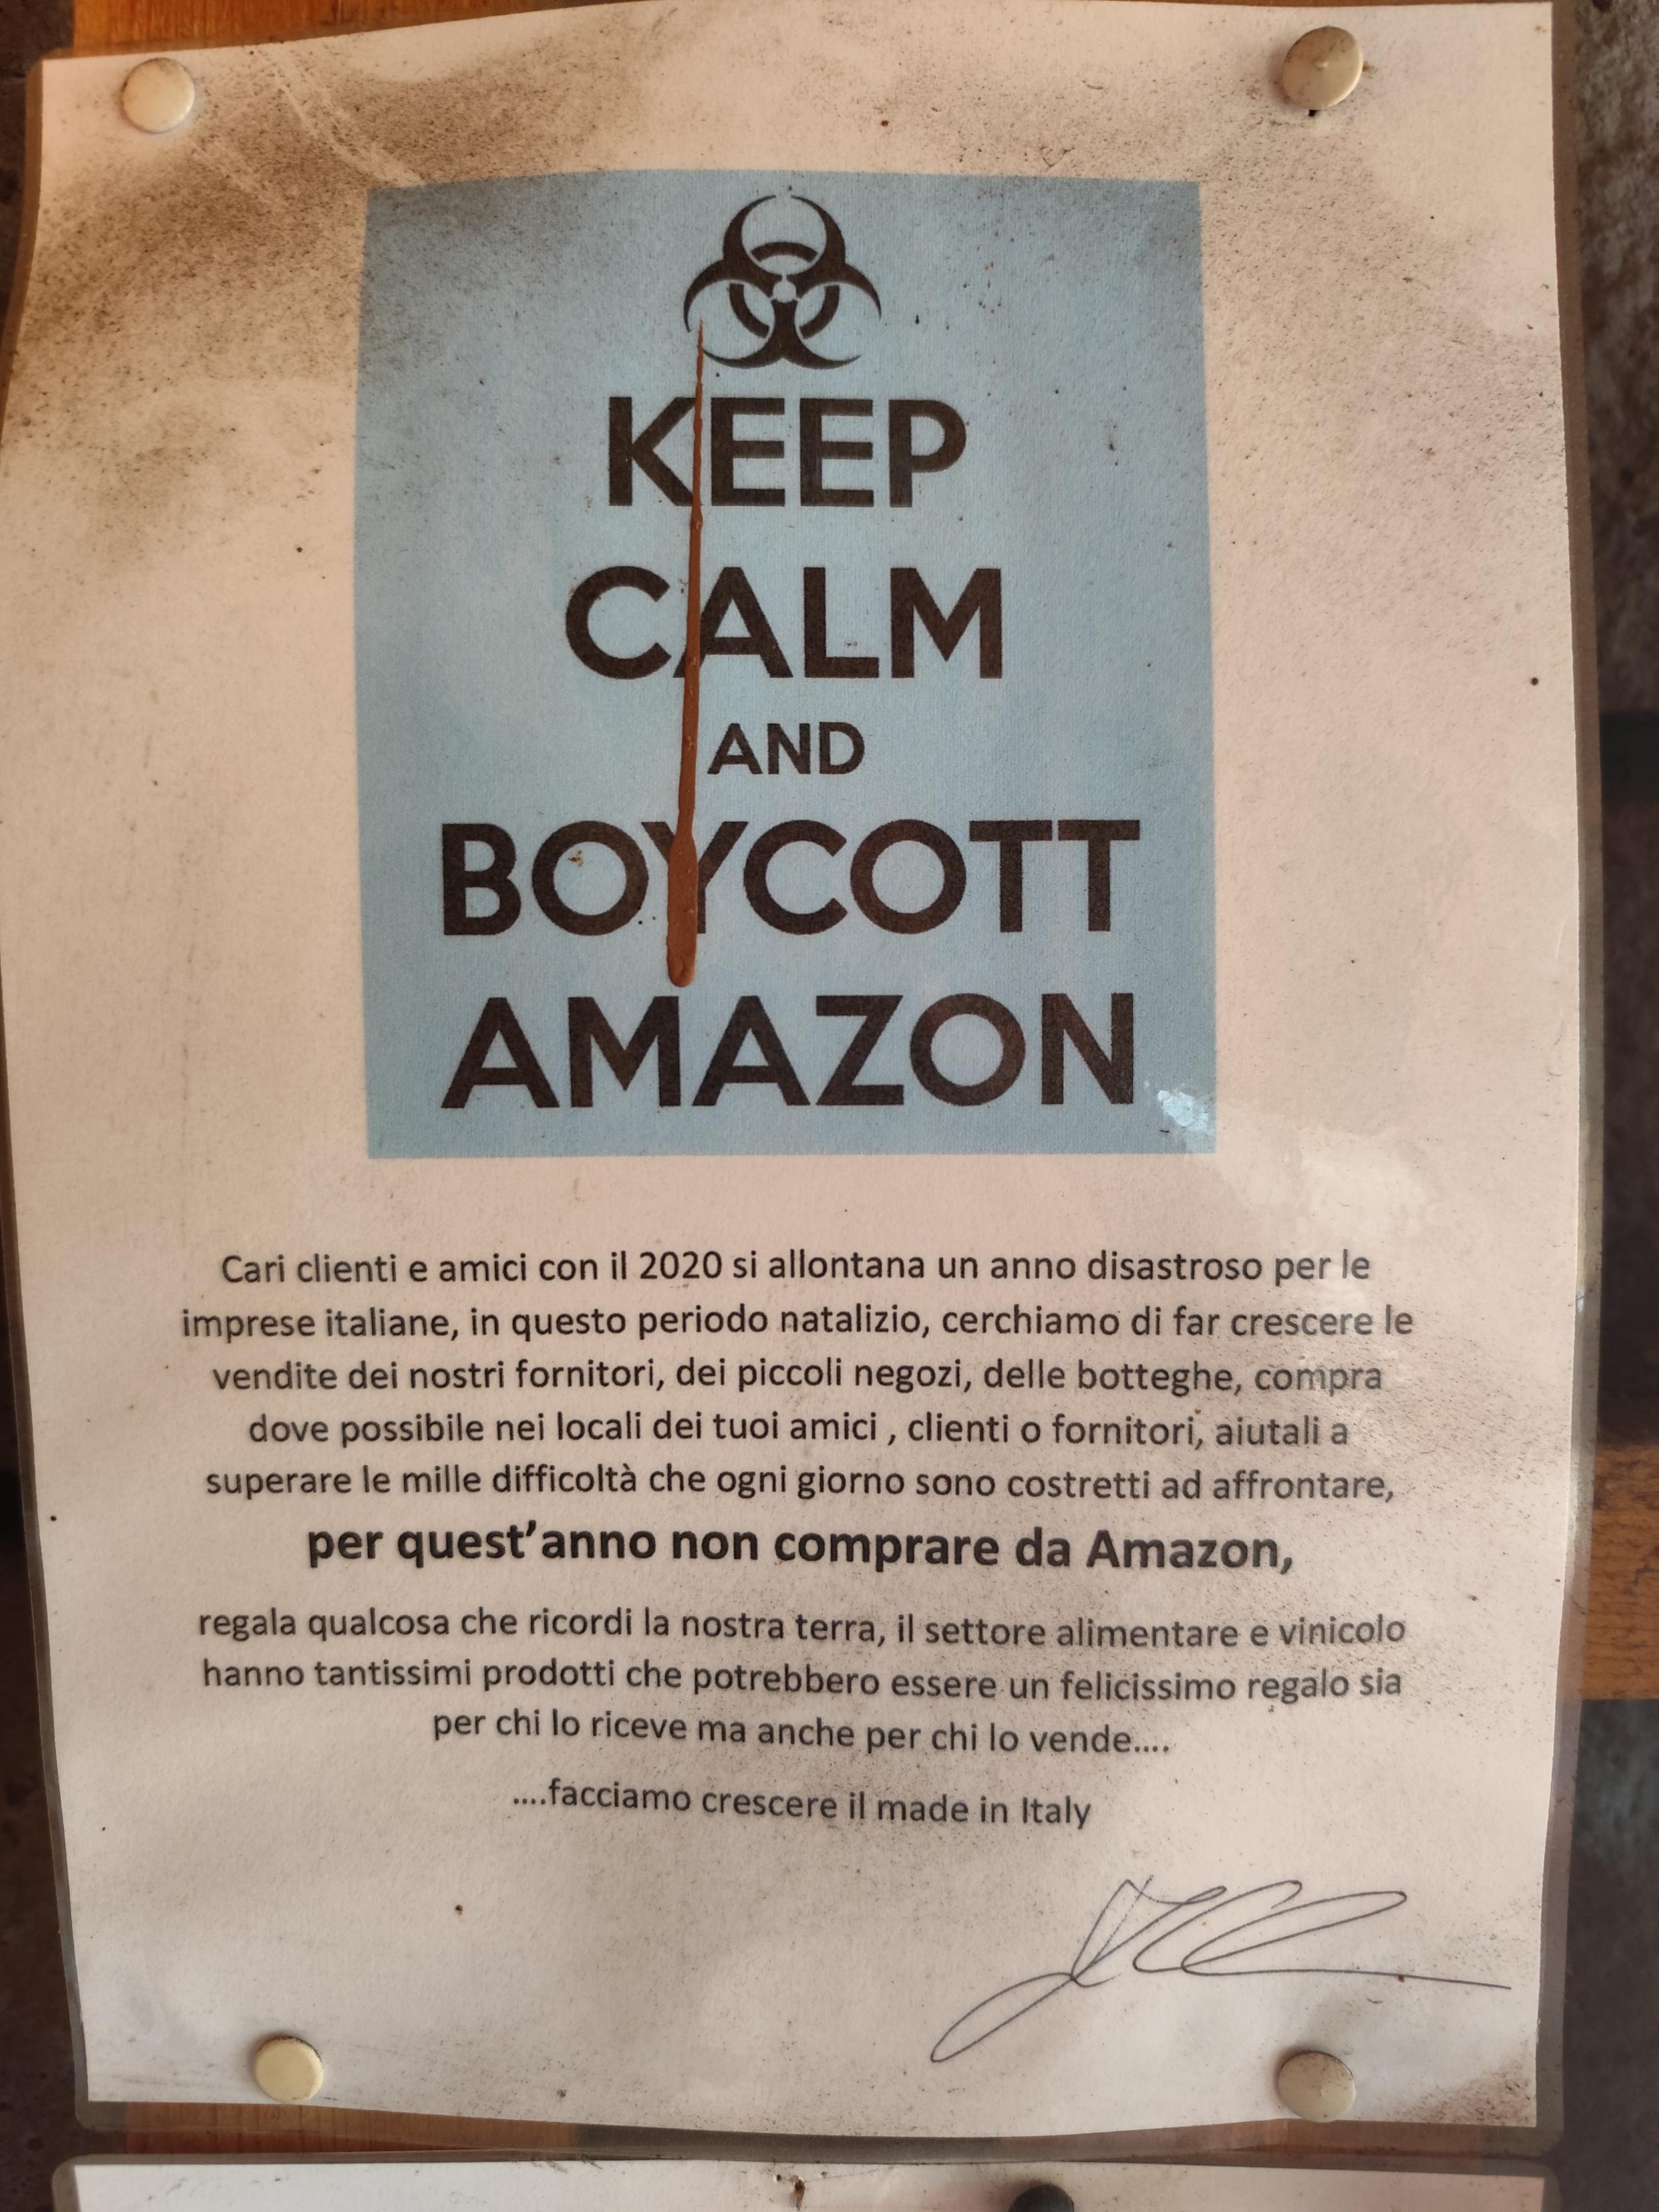 KEEP
CALM
AND
BOYCOTT
AMAZON
Cari clienti e amici con il 2020 si allontana un anno disastroso per le
imprese italiane, in questo periodo natalizio, cerchiamo di far crescere le
vendite dei nostri fornitori, dei piccoli negozi, delle botteghe, compra
dove possibile nei locali dei tuoi amici , clienti o fornitori, aiutali a
superare le mille difficoltà che ogni giorno sono costretti ad affrontare,
per quest'anno non comprare da Amazon,
regala qualcosa che ricordi la nostra terra, il settore alimentare e vinicolo
hanno tantissimi prodotti che potrebbero essere un felicissimo regalo sia
per chi lo riceve ma anche per chi lo vende....
....facciamo crescere il made in Italy